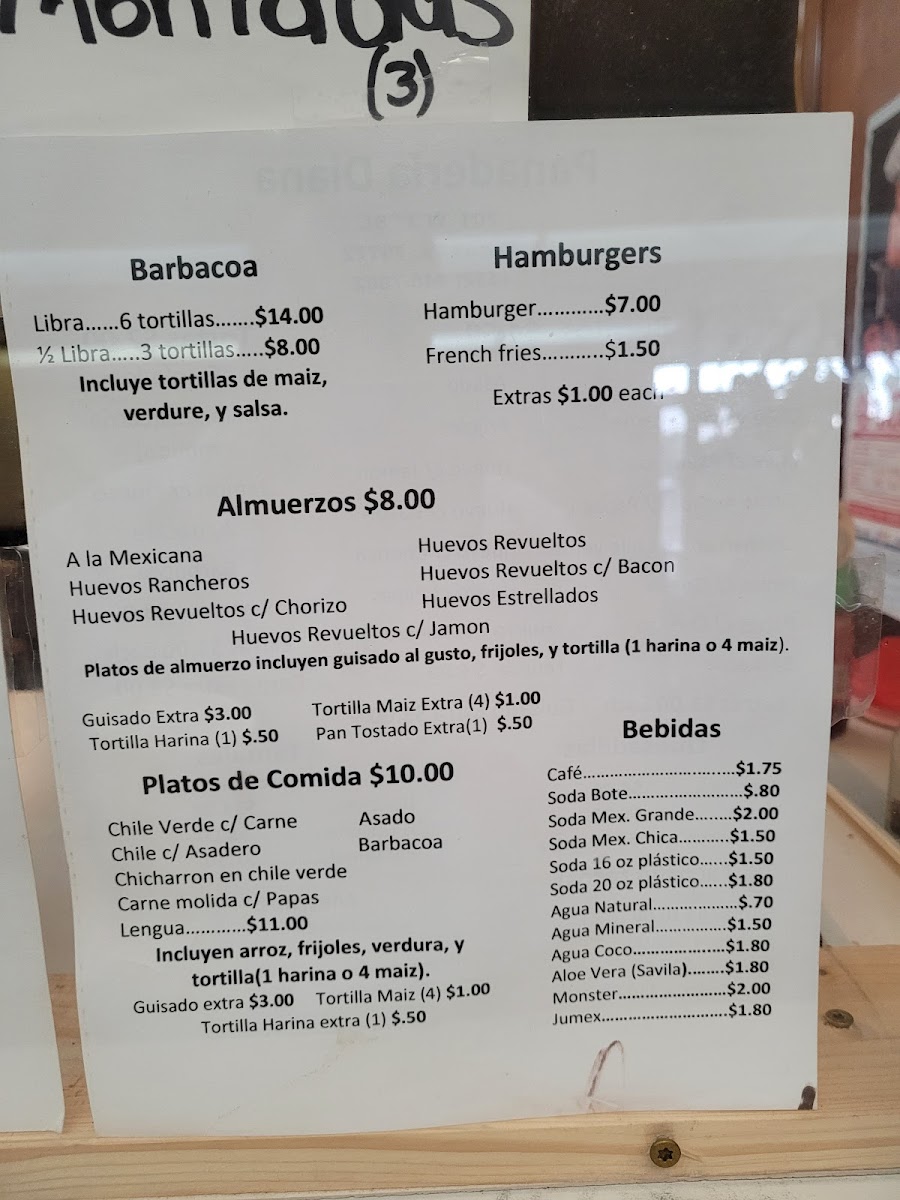 Montadas
(3)
Panadería Diana
Barbacoa
Libra......6 tortillas.......$14.00
½ Libra.....3 tortillas.....$8.00
Incluye tortillas de maiz,
verdure, y salsa.
Hamburgers
Hamburger............$7.00
French fries...........$1.50
Extras $1.00 each
Almuerzos $8.00
A la Mexicana
Huevos Rancheros
Huevos Revueltos c/ Chorizo
Huevos Revueltos
Huevos Revueltos c/ Bacon
Huevos Estrellados
Huevos Revueltos c/ Jamon
Platos de almuerzo incluyen guisado al gusto, frijoles, y tortilla (1 harina o 4 maiz).
Guisado Extra $3.00
Tortilla Harina (1) $.50
Tortilla Maiz Extra (4) $1.00
Pan Tostado Extra(1) $.50
Platos de Comida $10.00
Chile Verde c/ Carne
Chile c/ Asadero
Chicharron en chile verde
Carne molida c/ Papas
Lengua............$11.00
Asado
Barbacoa
Incluyen arroz, frijoles, verdura, y
tortilla(1 harina o 4 maiz).
Guisado extra $3.00 Tortilla Maiz (4) $1.00
Tortilla Harina extra (1) $.50
Bebidas
Café.................................$1.75
Soda Bote.........................$.80
Soda Mex. Grande........$2.00
Soda Mex. Chica...........$1.50
Soda 16 oz plástico......$1.50
Soda 20 oz plástico......$1.80
Agua Natural...................$.70
Agua Mineral................$1.50
Agua Coco.....................$1.80
Aloe Vera (Savila)........$1.80
Monster........................$2.00
Jumex............................$1.80